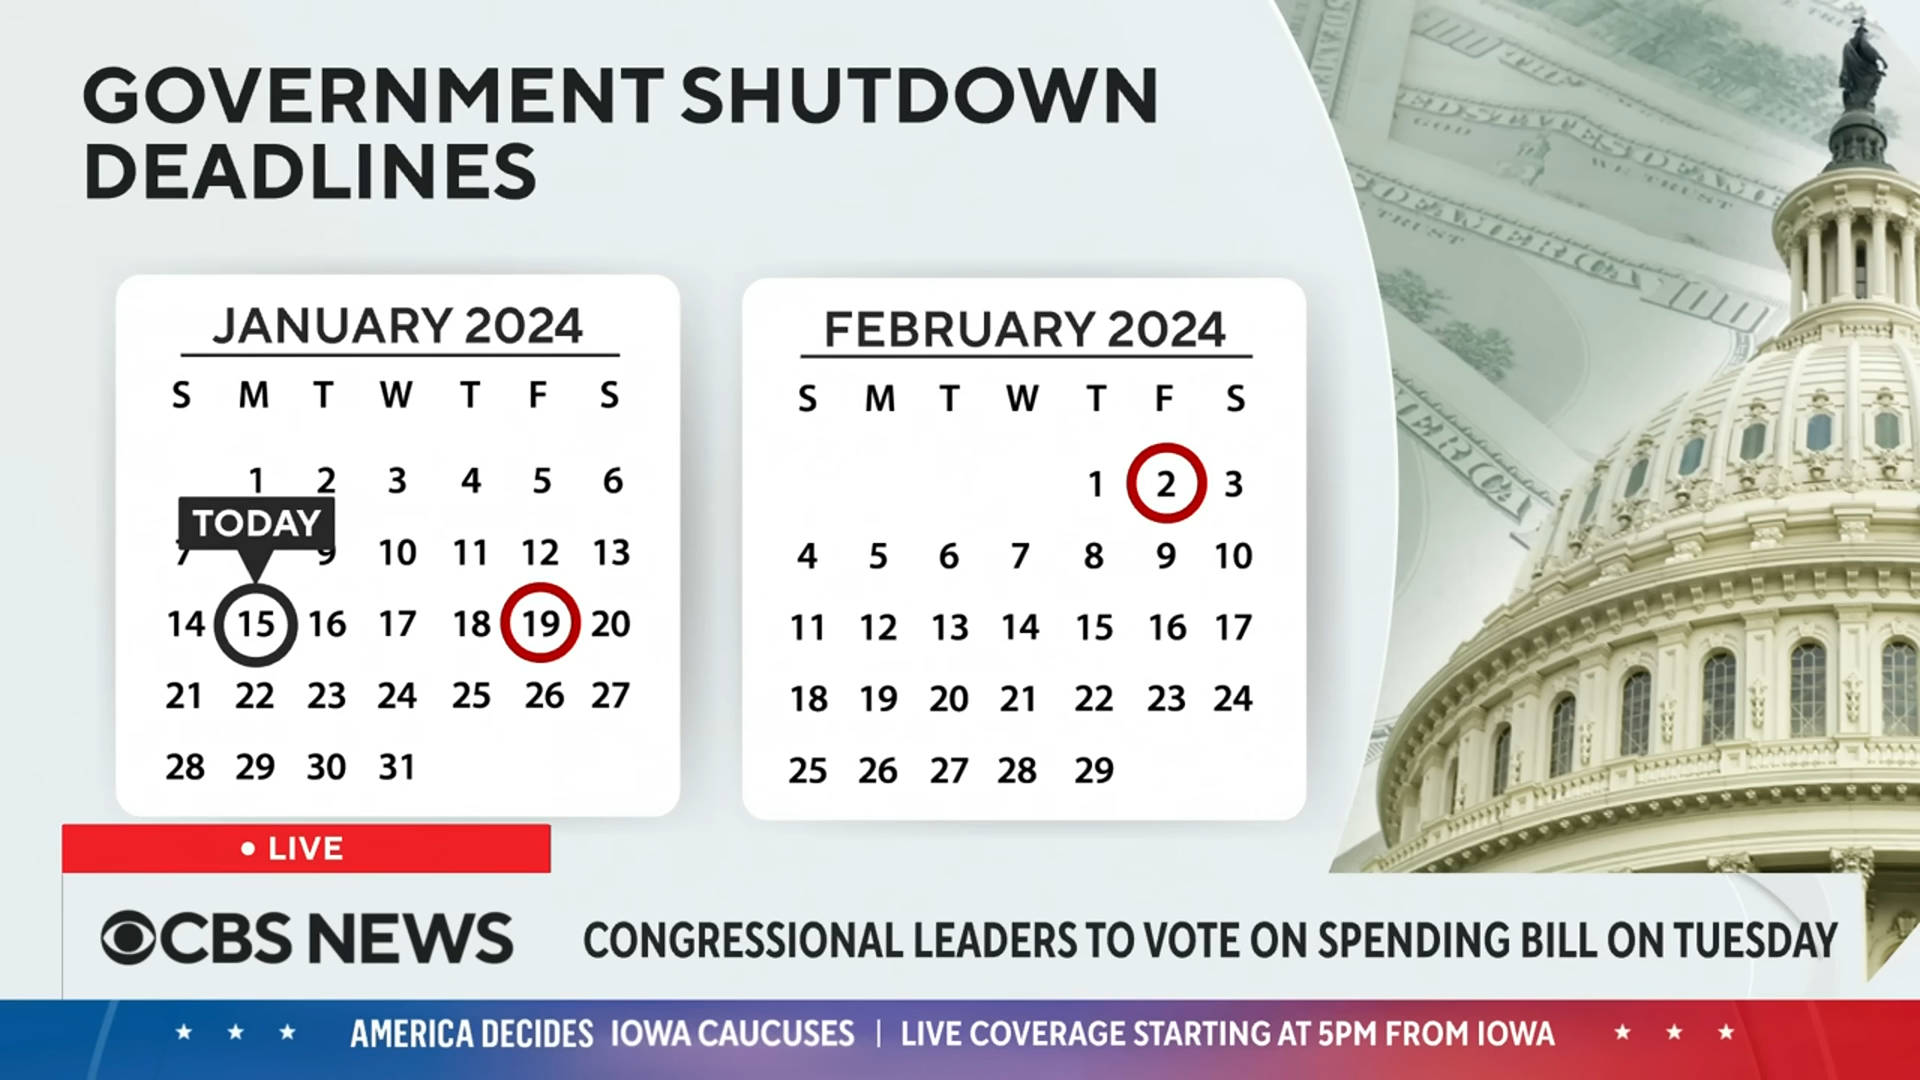 GOVERNMENT SHUTDOWN
DEADLINES
JANUARY 2024
S M T W T F S
1 2 3 4 5 6
TODAY
7 9 10 11 12 13
14 15 16 17 18 19 20
21 22 23 24 25 26 27
28 29 30 31
FEBRUARY 2024
S M T W T F S
1 2 3
4 5 6 7 8 9 10
11 12 13 14 15 16 17
18 19 20 21 22 23 24
25 26 27 28 29
• LIVE
CBS NEWS
CONGRESSIONAL LEADERS TO VOTE ON SPENDING BILL ON TUESDAY
AMERICA DECIDES IOWA CAUCUSES | LIVE COVERAGE STARTING AT 5PM FROM IOWA